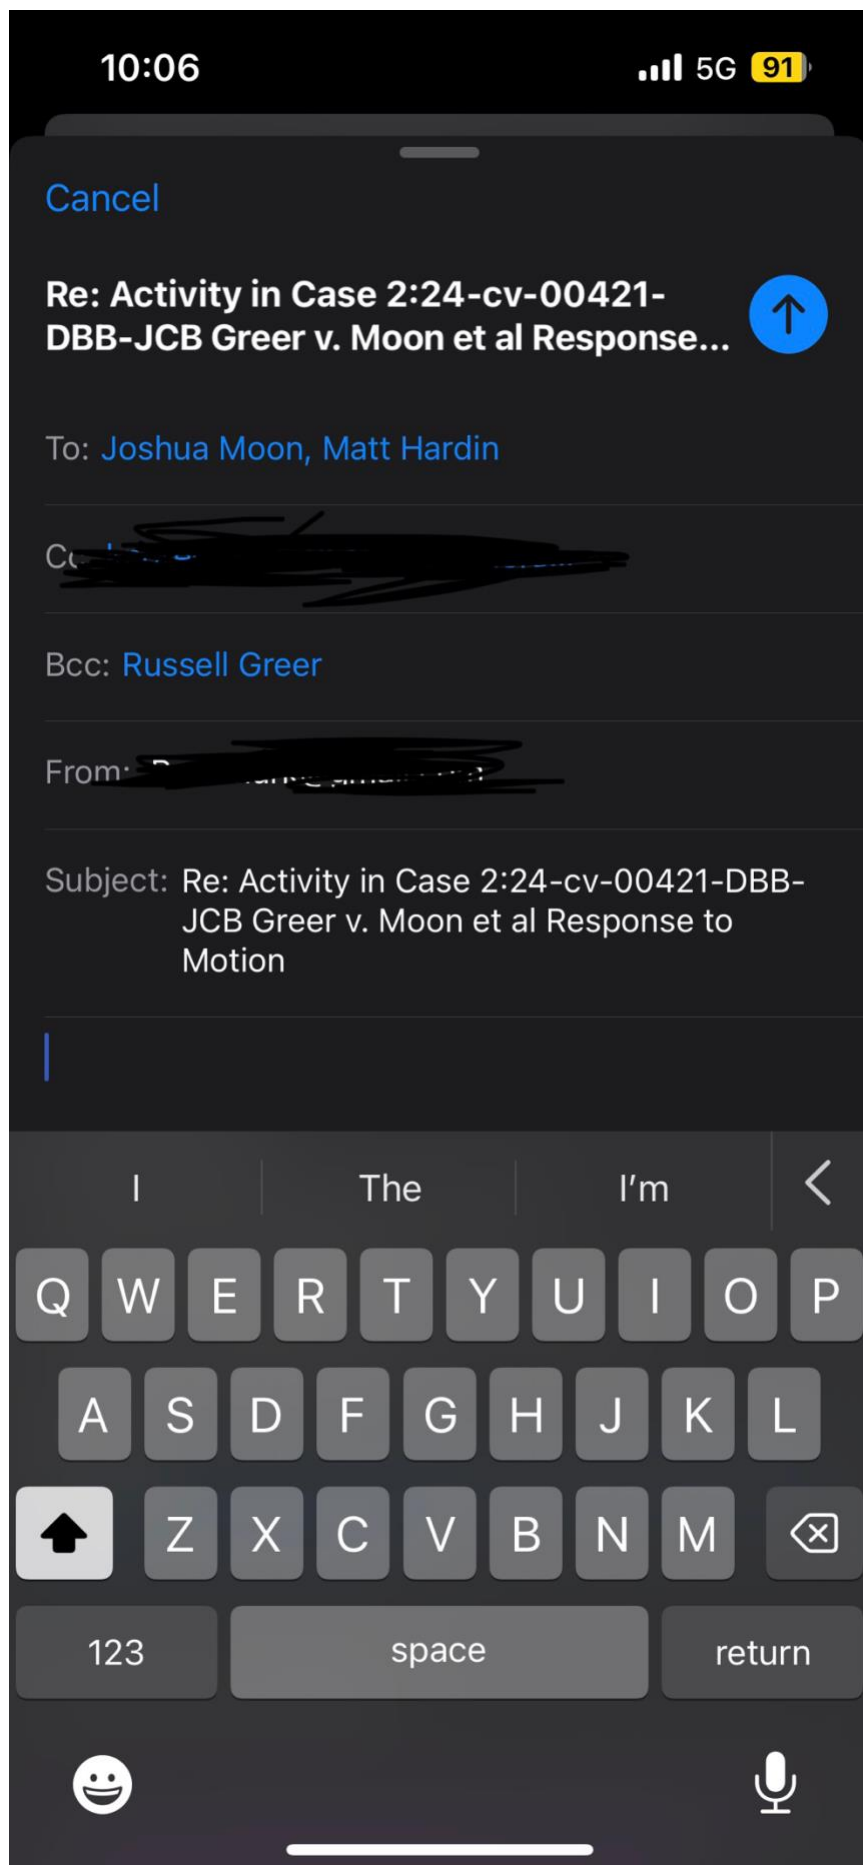 10:06 5G 91
Cancel
Re: Activity in Case 2:24-cv-00421-
DBB-JCB Greer v. Moon et al Response...
To: Joshua Moon, Matt Hardin
Bcc: Russell Greer
From:
Subject: Re: Activity in Case 2:24-cv-00421-DBB-
JCB Greer v. Moon et al Response to
Motion
I The I'm
Q W E R T Y U I O P
A S D F G H J K L
Z X C V B N M
123 space return